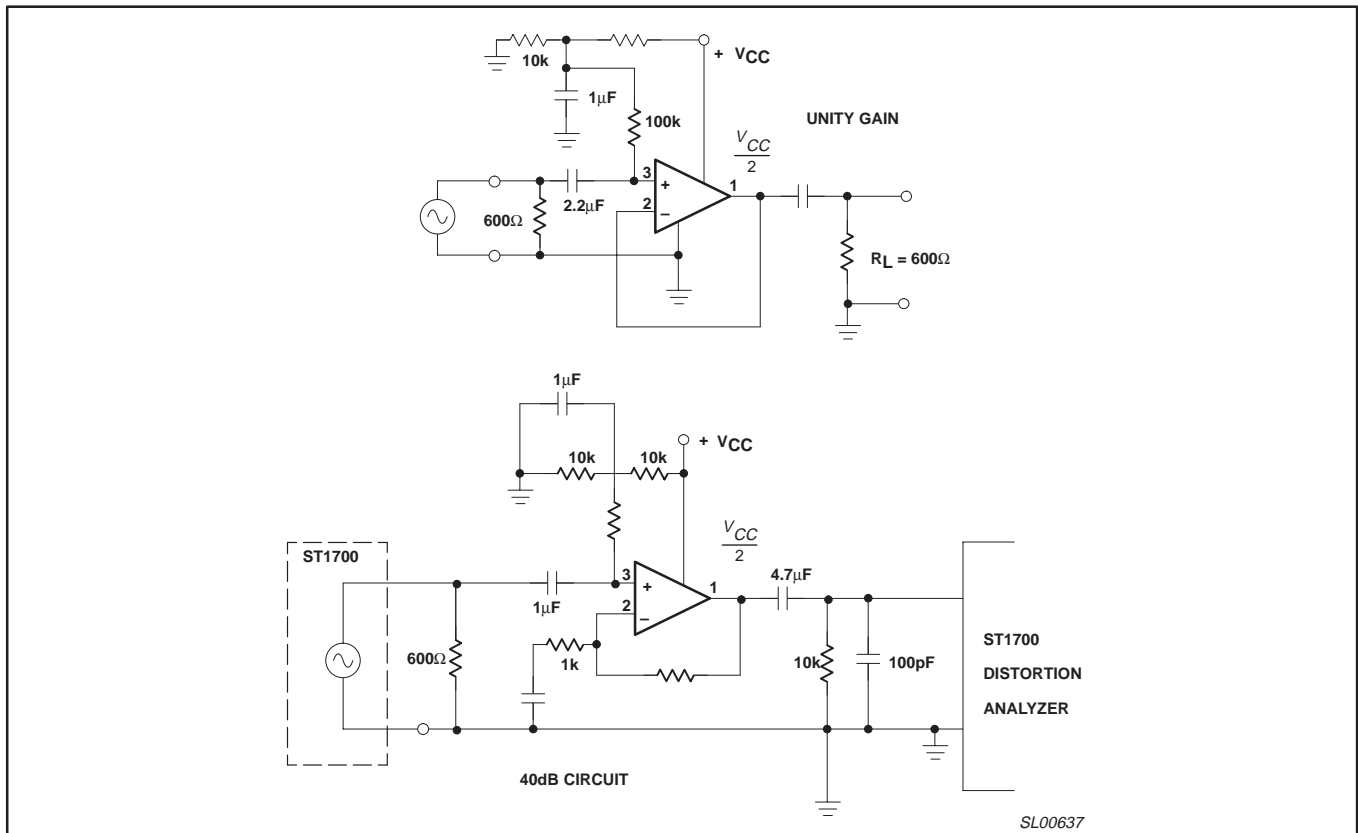 + VCC
10k
1µF
100k
UNITY GAIN
VCC
2
3
+
1
2
–
2.2µF
600Ω
RL = 600Ω
1µF
+ VCC
10k
10k
VCC
2
ST1700
3
+
1
4.7µF
2
–
1µF
600Ω
1k
10k
100pF
ST1700
DISTORTION
ANALYZER
40dB CIRCUIT
SL00637